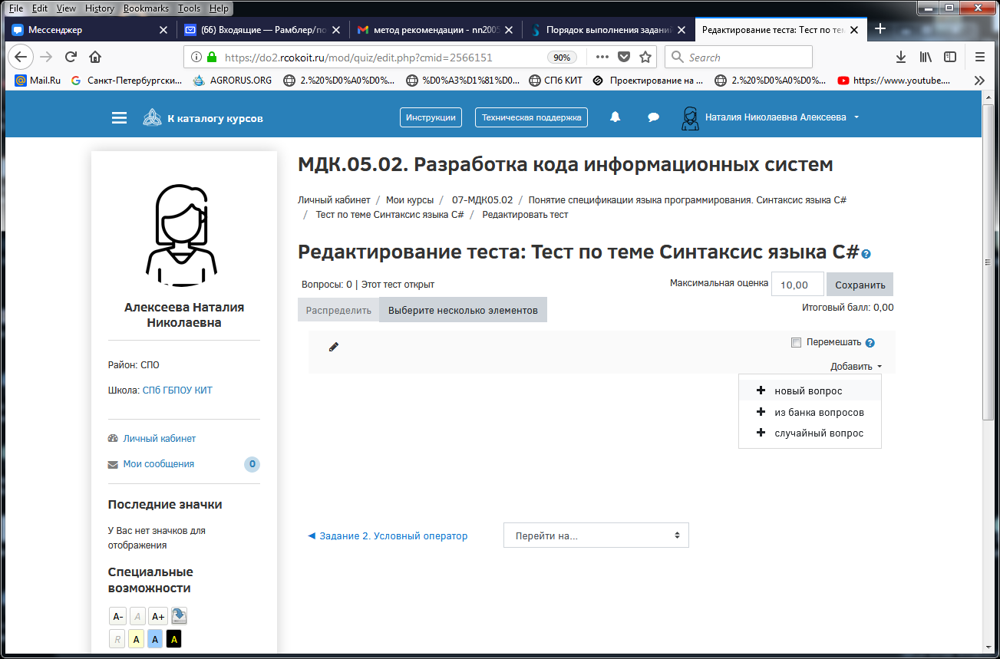 File Edit View History Bookmarks Tools Help
Мессенджер
(66) Входящие — Рамблер/по
метод рекомендации - nn2005
Порядок выполнения заданий
Редактирование теста: Тест по тем
https://do2.rcokoit.ru/mod/quiz/edit.php?cmid=2566151
90%
Search
Mail.Ru
Санкт-Петербургски...
AGRORUS.ORG
2.%20%D0%A0%D0%...
%D0%A3%D1%81%D0...
СПб КИТ
Проектирование на ...
2.%20%D0%A0%D0%...
https://www.youtube....
К каталогу курсов
Инструкции
Техническая поддержка
Наталия Николаевна Алексеева
МДК.05.02. Разработка кода информационных систем
Личный кабинет / Мои курсы / 07-МДК05.02 / Понятие спецификации языка программирования. Синтаксис языка C#
/ Тест по теме Синтаксис языка C# / Редактировать тест
Редактирование теста: Тест по теме Синтаксис языка C#
Вопросы: 0 | Этот тест открыт
Максимальная оценка 10,00 Сохранить
Распределить Выберите несколько элементов
Итоговый балл: 0,00
Перемешать
Добавить
новый вопрос
из банка вопросов
случайный вопрос
◄ Задание 2. Условный оператор
Перейти на...
Алексеева Наталия
Николаевна
Район: СПО
Школа: СПб ГБПОУ КИТ
Личный кабинет
Мои сообщения 0
Последние значки
У Вас нет значков для
отображения
Специальные
возможности
A- A A+
R A A A